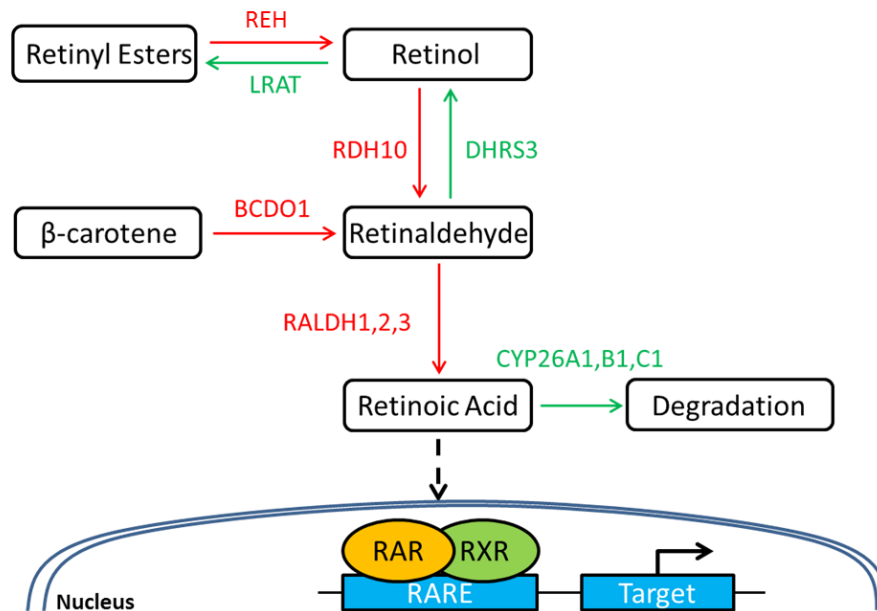 REH
Retinyl Esters
Retinol
LRAT
RDH10
DHRS3
BCDO1
β-carotene
Retinaldehyde
RALDH1,2,3
CYP26A1,B1,C1
Retinoic Acid
Degradation
RAR
RXR
RARE
Target
Nucleus